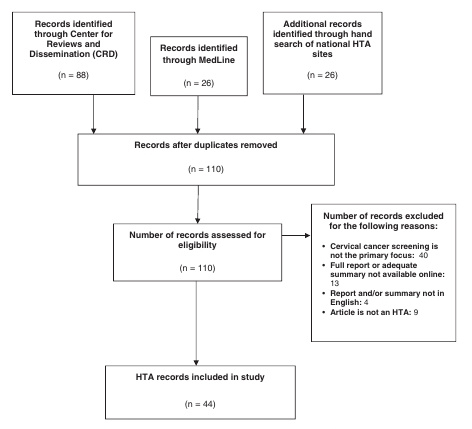 Records identified
through Center for
Reviews and
Dissemination (CRD)
(n = 88)
Records identified
through MedLine
(n = 26)
Additional records
identified through hand
search of national HTA
sites
(n = 26)
Records after duplicates removed
(n = 110)
Number of records assessed for
eligibility
(n = 110)
Number of records excluded
for the following reasons:
• Cervical cancer screening is
not the primary focus: 40
• Full report or adequate
summary not available online:
13
• Report and/or summary not in
English: 4
• Article is not an HTA: 9
HTA records included in study
(n = 44)